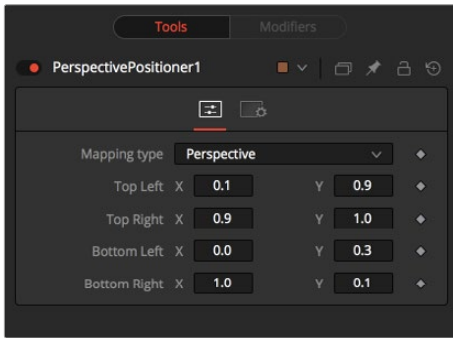 Tools Modifiers
PerspectivePositioner1
Mapping type Perspective
Top Left X 0.1 Y 0.9
Top Right X 0.9 Y 1.0
Bottom Left X 0.0 Y 0.3
Bottom Right X 1.0 Y 0.1